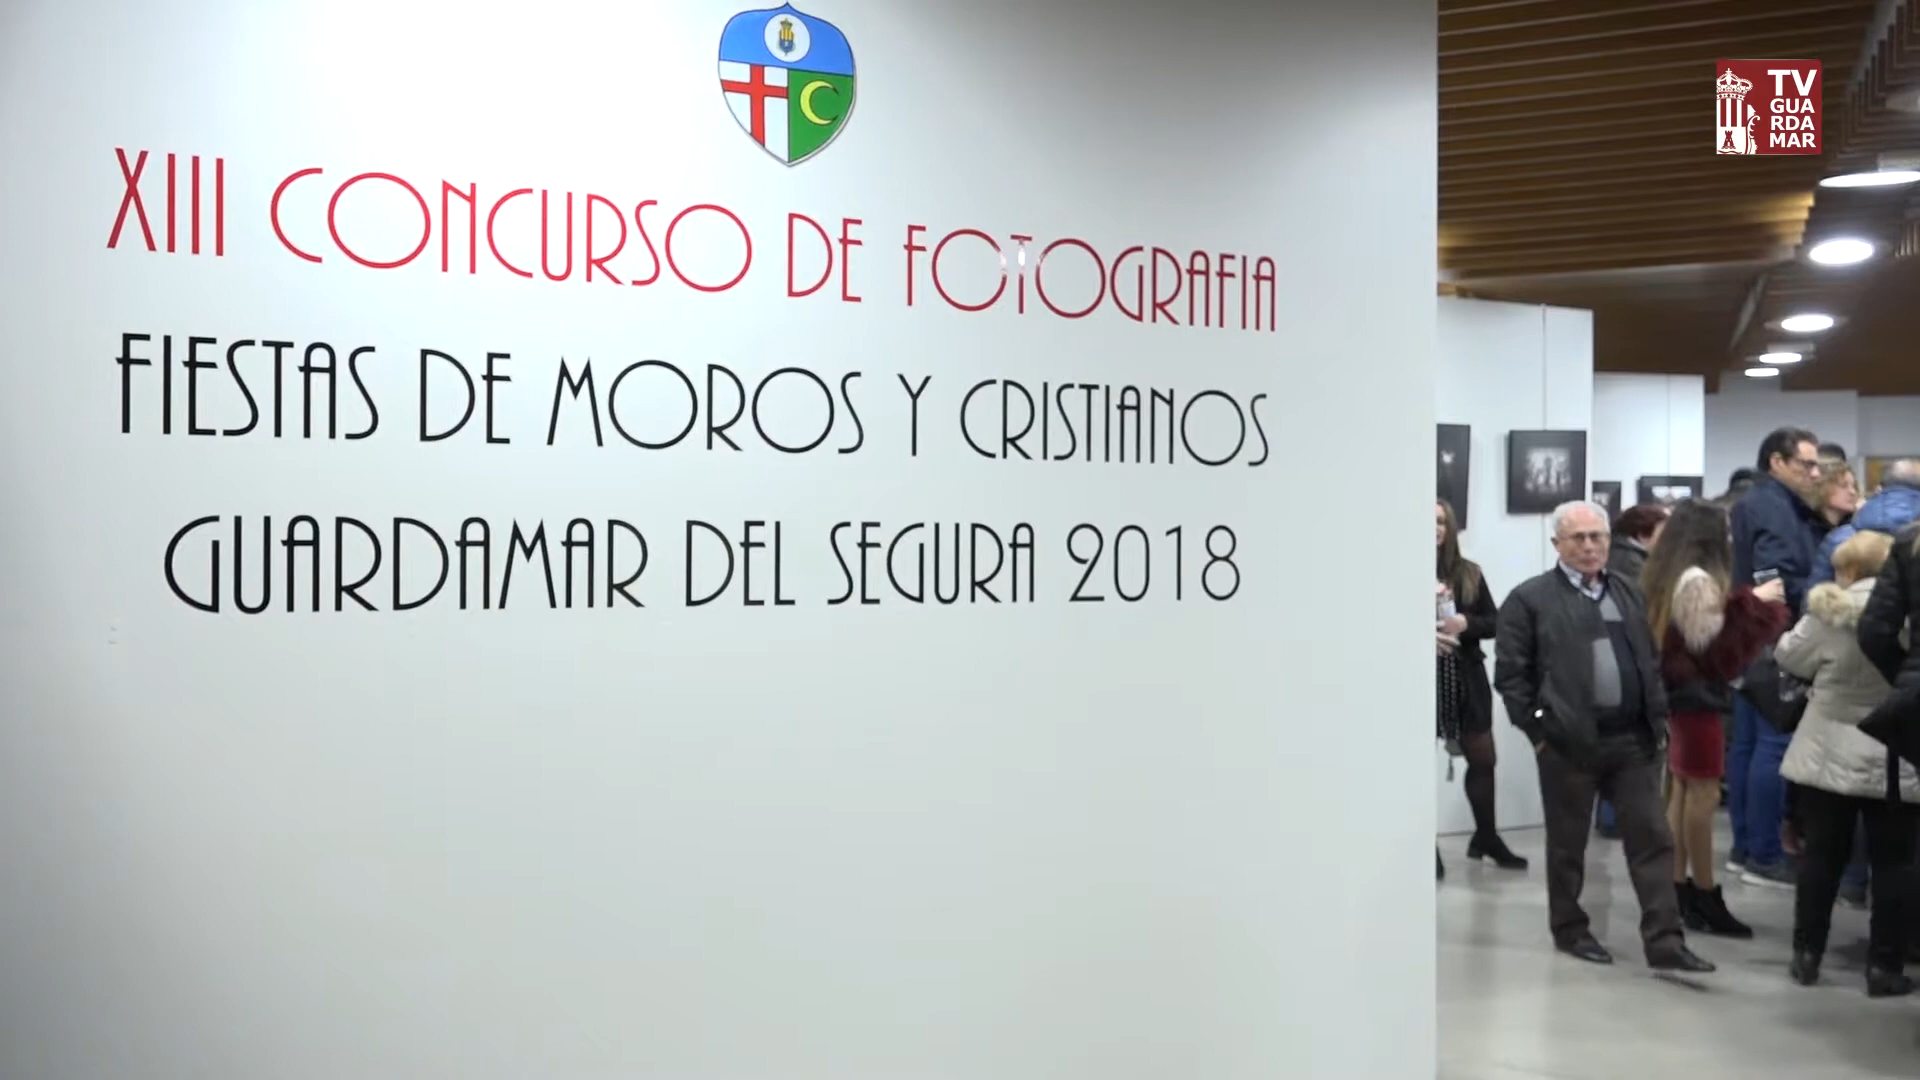 XIII CONCURSO DE FOTOGRAFIA
FIESTAS DE MOROS Y CRISTIANOS
GUARDAMAR DEL SEGURA 2018
TV
GUA
RDA
MAR